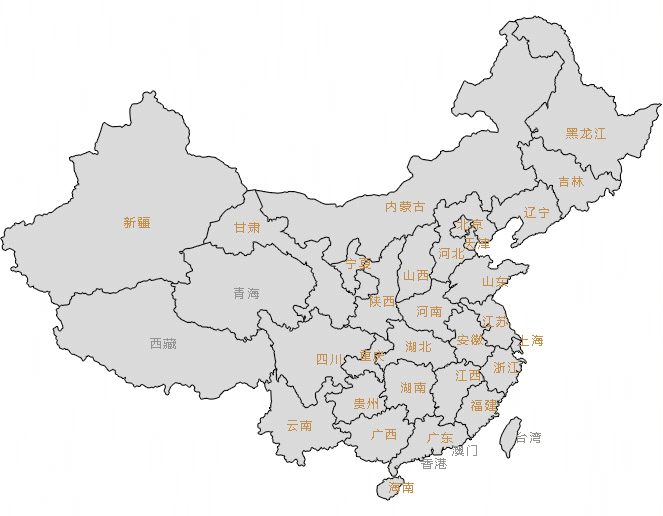 黑龙江
吉林
内蒙古
辽宁
北京
新疆
甘肃
天津
河北
宁夏
山西
山东
青海
陕西
河南
江苏
西藏
安徽
上海
湖北
重庆
四川
浙江
江西
湖南
贵州
福建
云南
广西
广东
台湾
澳门
香港
海南